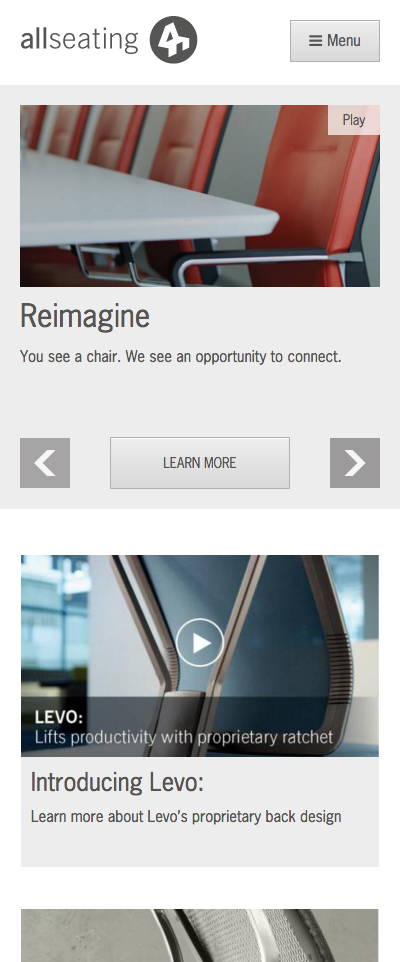 allseating
Menu
Play
Reimagine
You see a chair. We see an opportunity to connect.
LEARN MORE
LEVO:
Lifts productivity with proprietary ratchet
Introducing Levo:
Learn more about Levo's proprietary back design